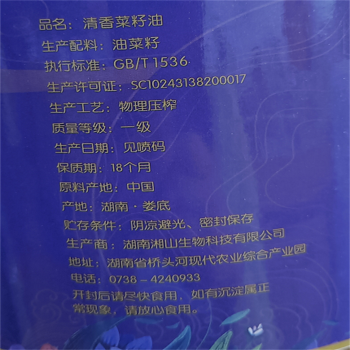 品名：清香菜籽油
生产配料：油菜籽
执行标准：GB/T1536
生产许可证：SC10243138200017
生产工艺：物理压榨
质量等级：一级
生产日期：见喷码
保质期：18个月
原料产地：中国
产地：湖南·娄底
贮存条件：阴凉避光、密封保存
生产商：湖南湘山生物科技有限公司
地址：湖南省桥头河现代农业综合产业园
电话：0738-4240933
开封后请尽快食用，如有沉淀属正
常现象，请放心食用。